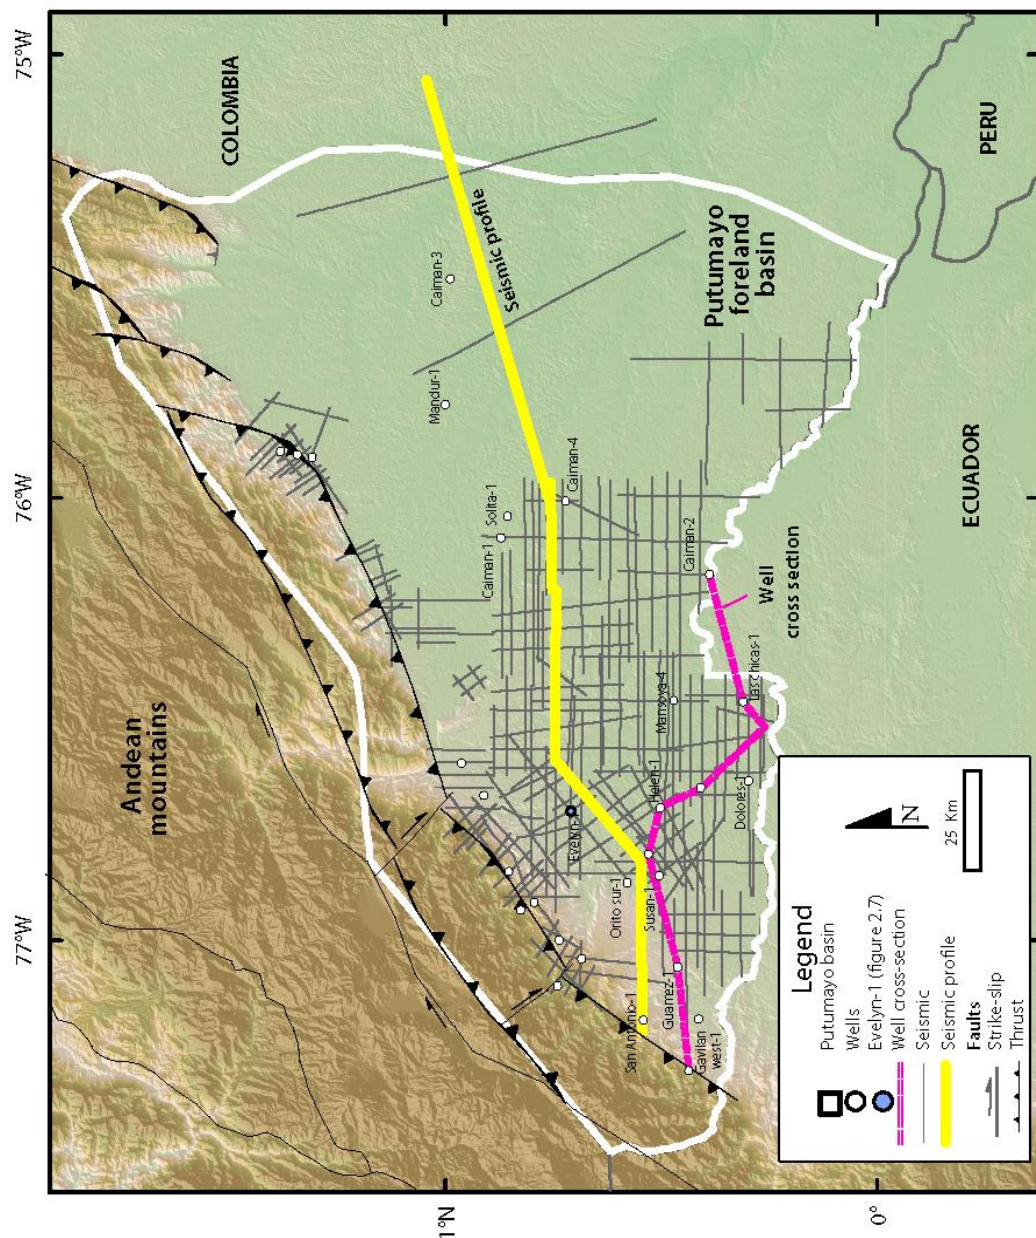 77°W
76°W
75°W
Andean
mountains
COLOMBIA
1°N
Mandur-1
Caiman-3
Caiman-1
Solita-1
Seismic profile
Caiman-4
Evelyn-1
Orito sur-1
San Antonio-1
Susan-1
Helen-1
Mansoya-4
Guamez-1
Caiman-2
Gavilan
west-1
Putumayo
foreland
basin
Dolores-1
Las chicas-1
Well
cross section
Legend
Putumayo basin
Wells
Evelyn-1 (figure 2.7)
Well cross-section
Seismic
Seismic profile
Faults
Strike-slip
Thrust
N
25 Km
0°
ECUADOR
PERU